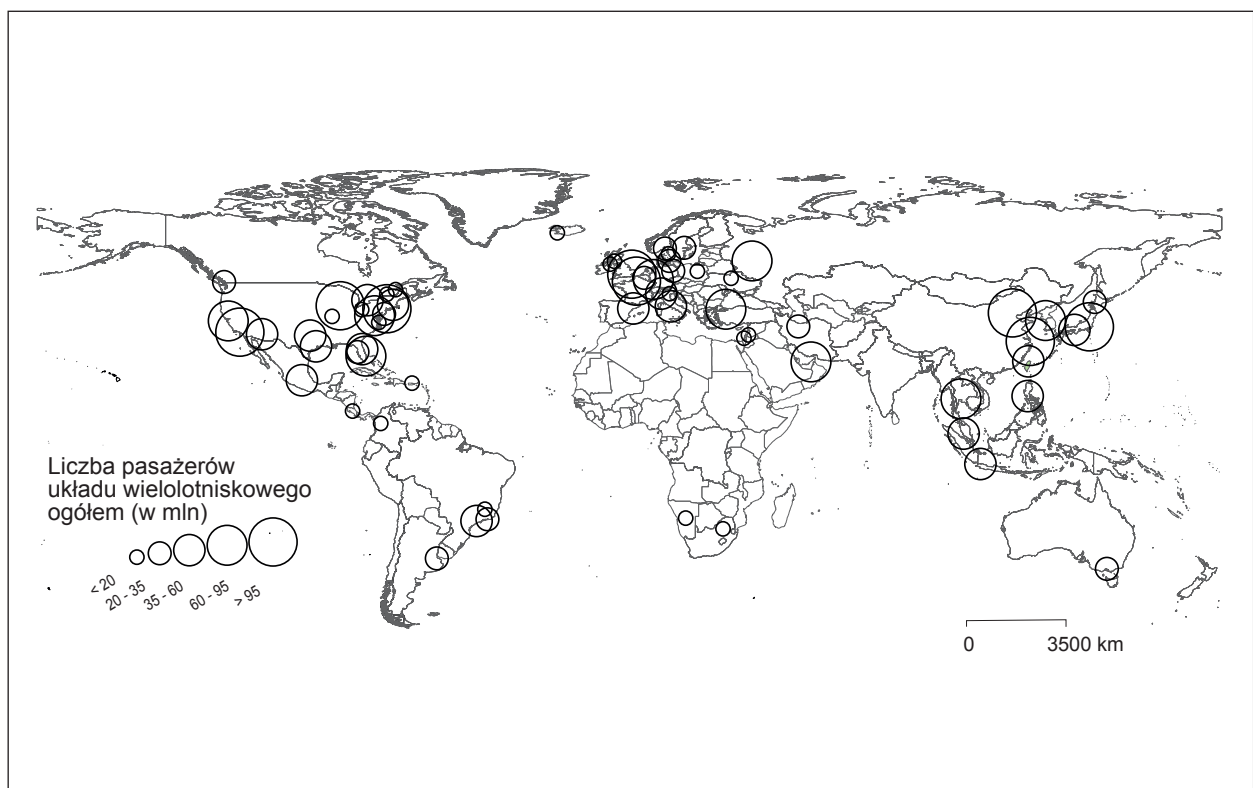 Liczba pasażerów
układu wielolotniskowego
ogółem (w mln)
< 20
20 - 35
35 - 60
60 - 95
> 95
0 3500 km